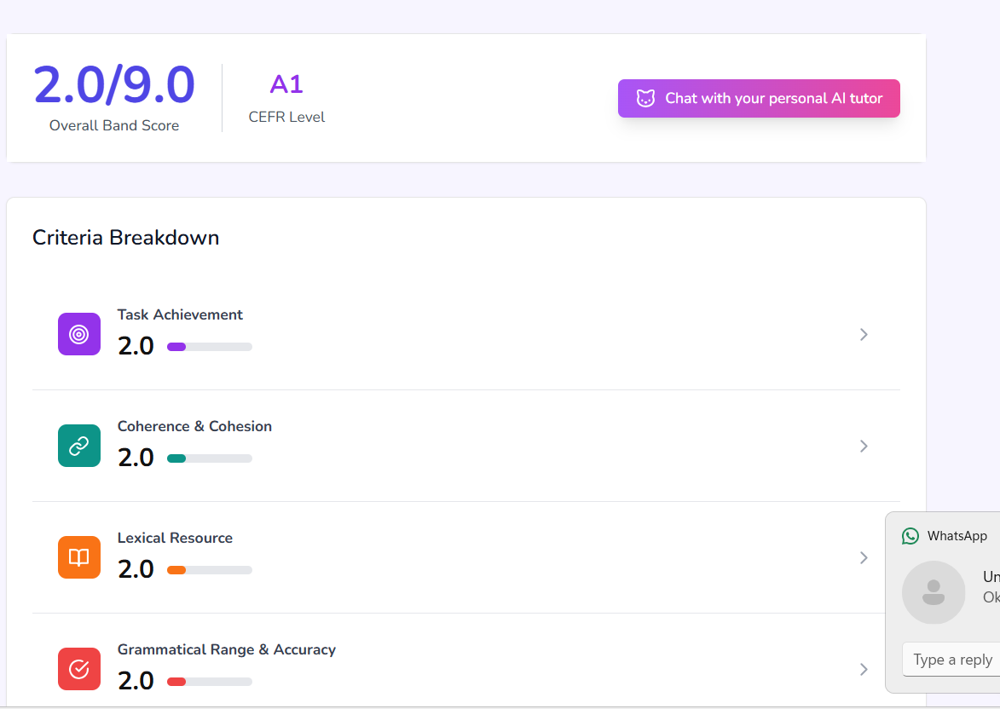 2.0/9.0
Overall Band Score
A1
CEFR Level
Chat with your personal AI tutor
Criteria Breakdown
Task Achievement
2.0
Coherence & Cohesion
2.0
Lexical Resource
2.0
Grammatical Range & Accuracy
2.0
WhatsApp
Type a reply